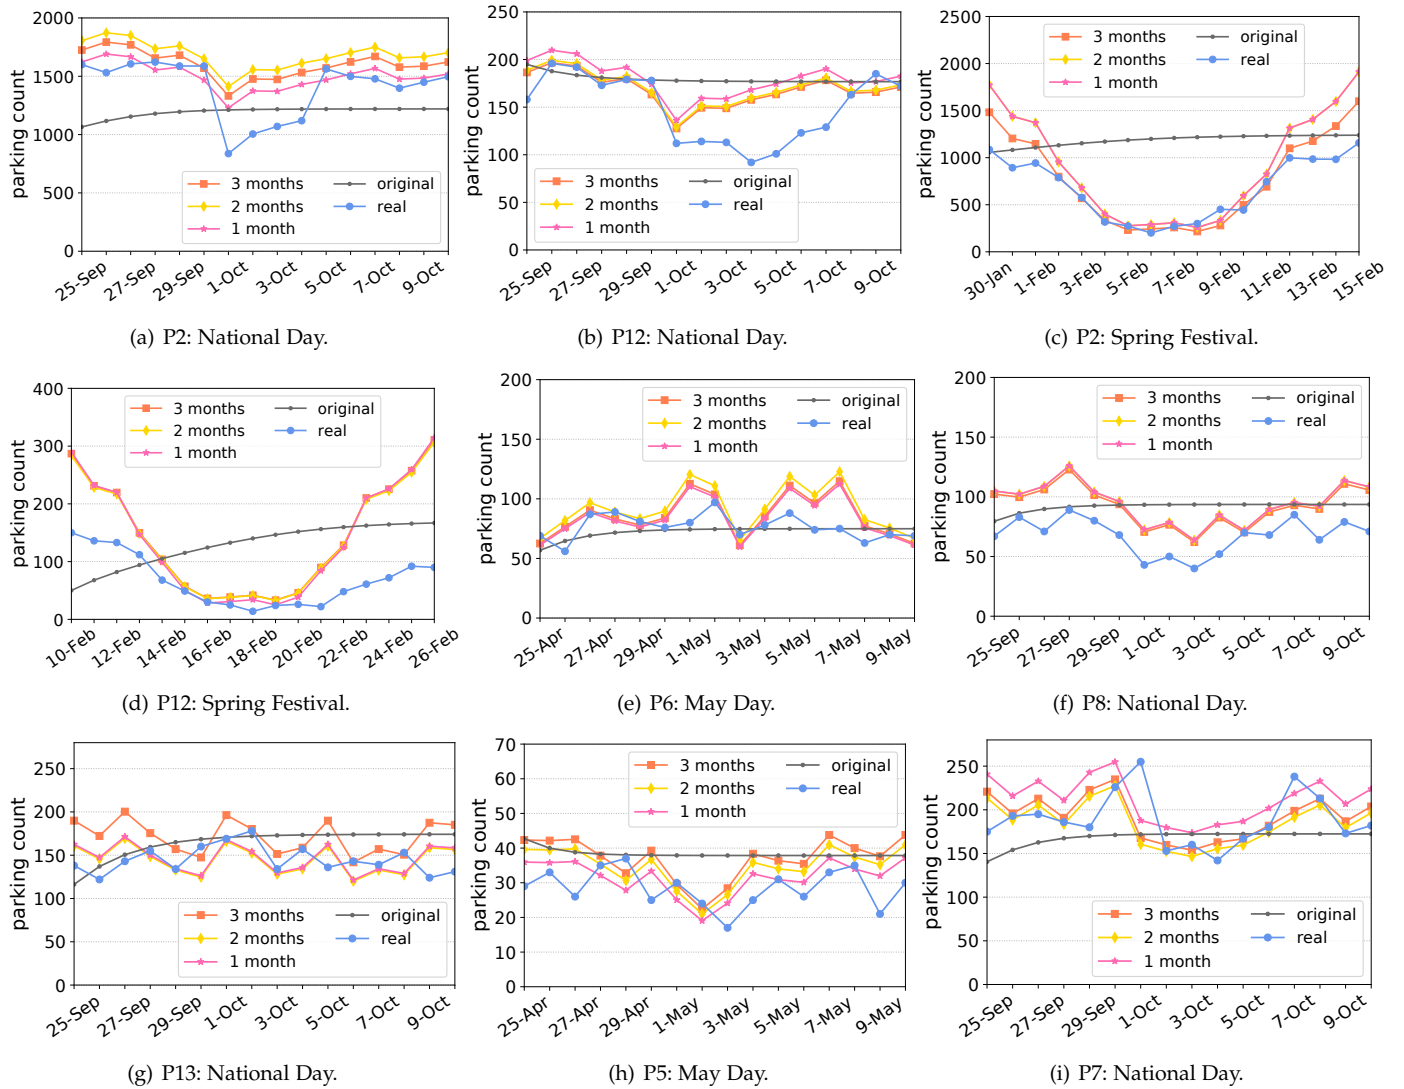 2000
1500
1000
500
0
parking count
3 months
2 months
1 month
original
real
25-Sep
27-Sep
29-Sep
1-Oct
3-Oct
5-Oct
7-Oct
9-Oct
(a) P2: National Day.
250
200
150
100
50
0
parking count
3 months
2 months
1 month
original
real
25-Sep
27-Sep
29-Sep
1-Oct
3-Oct
5-Oct
7-Oct
9-Oct
(b) P12: National Day.
2500
2000
1500
1000
500
0
parking count
3 months
2 months
1 month
original
real
30-Jan
1-Feb
3-Feb
5-Feb
7-Feb
9-Feb
11-Feb
13-Feb
15-Feb
(c) P2: Spring Festival.
400
300
200
100
0
parking count
3 months
2 months
1 month
original
real
10-Feb
12-Feb
14-Feb
16-Feb
18-Feb
20-Feb
22-Feb
24-Feb
26-Feb
(d) P12: Spring Festival.
200
150
100
50
0
parking count
3 months
2 months
1 month
original
real
25-Apr
27-Apr
29-Apr
1-May
3-May
5-May
7-May
9-May
(e) P6: May Day.
200
150
100
50
0
parking count
3 months
2 months
1 month
original
real
25-Sep
27-Sep
29-Sep
1-Oct
3-Oct
5-Oct
7-Oct
9-Oct
(f) P8: National Day.
250
200
150
100
50
0
parking count
3 months
2 months
1 month
original
real
25-Sep
27-Sep
29-Sep
1-Oct
3-Oct
5-Oct
7-Oct
9-Oct
(g) P13: National Day.
70
60
50
40
30
20
10
0
parking count
3 months
2 months
1 month
original
real
25-Apr
27-Apr
29-Apr
1-May
3-May
5-May
7-May
9-May
(h) P5: May Day.
250
200
150
100
50
0
parking count
3 months
2 months
1 month
original
real
25-Sep
27-Sep
29-Sep
1-Oct
3-Oct
5-Oct
7-Oct
9-Oct
(i) P7: National Day.